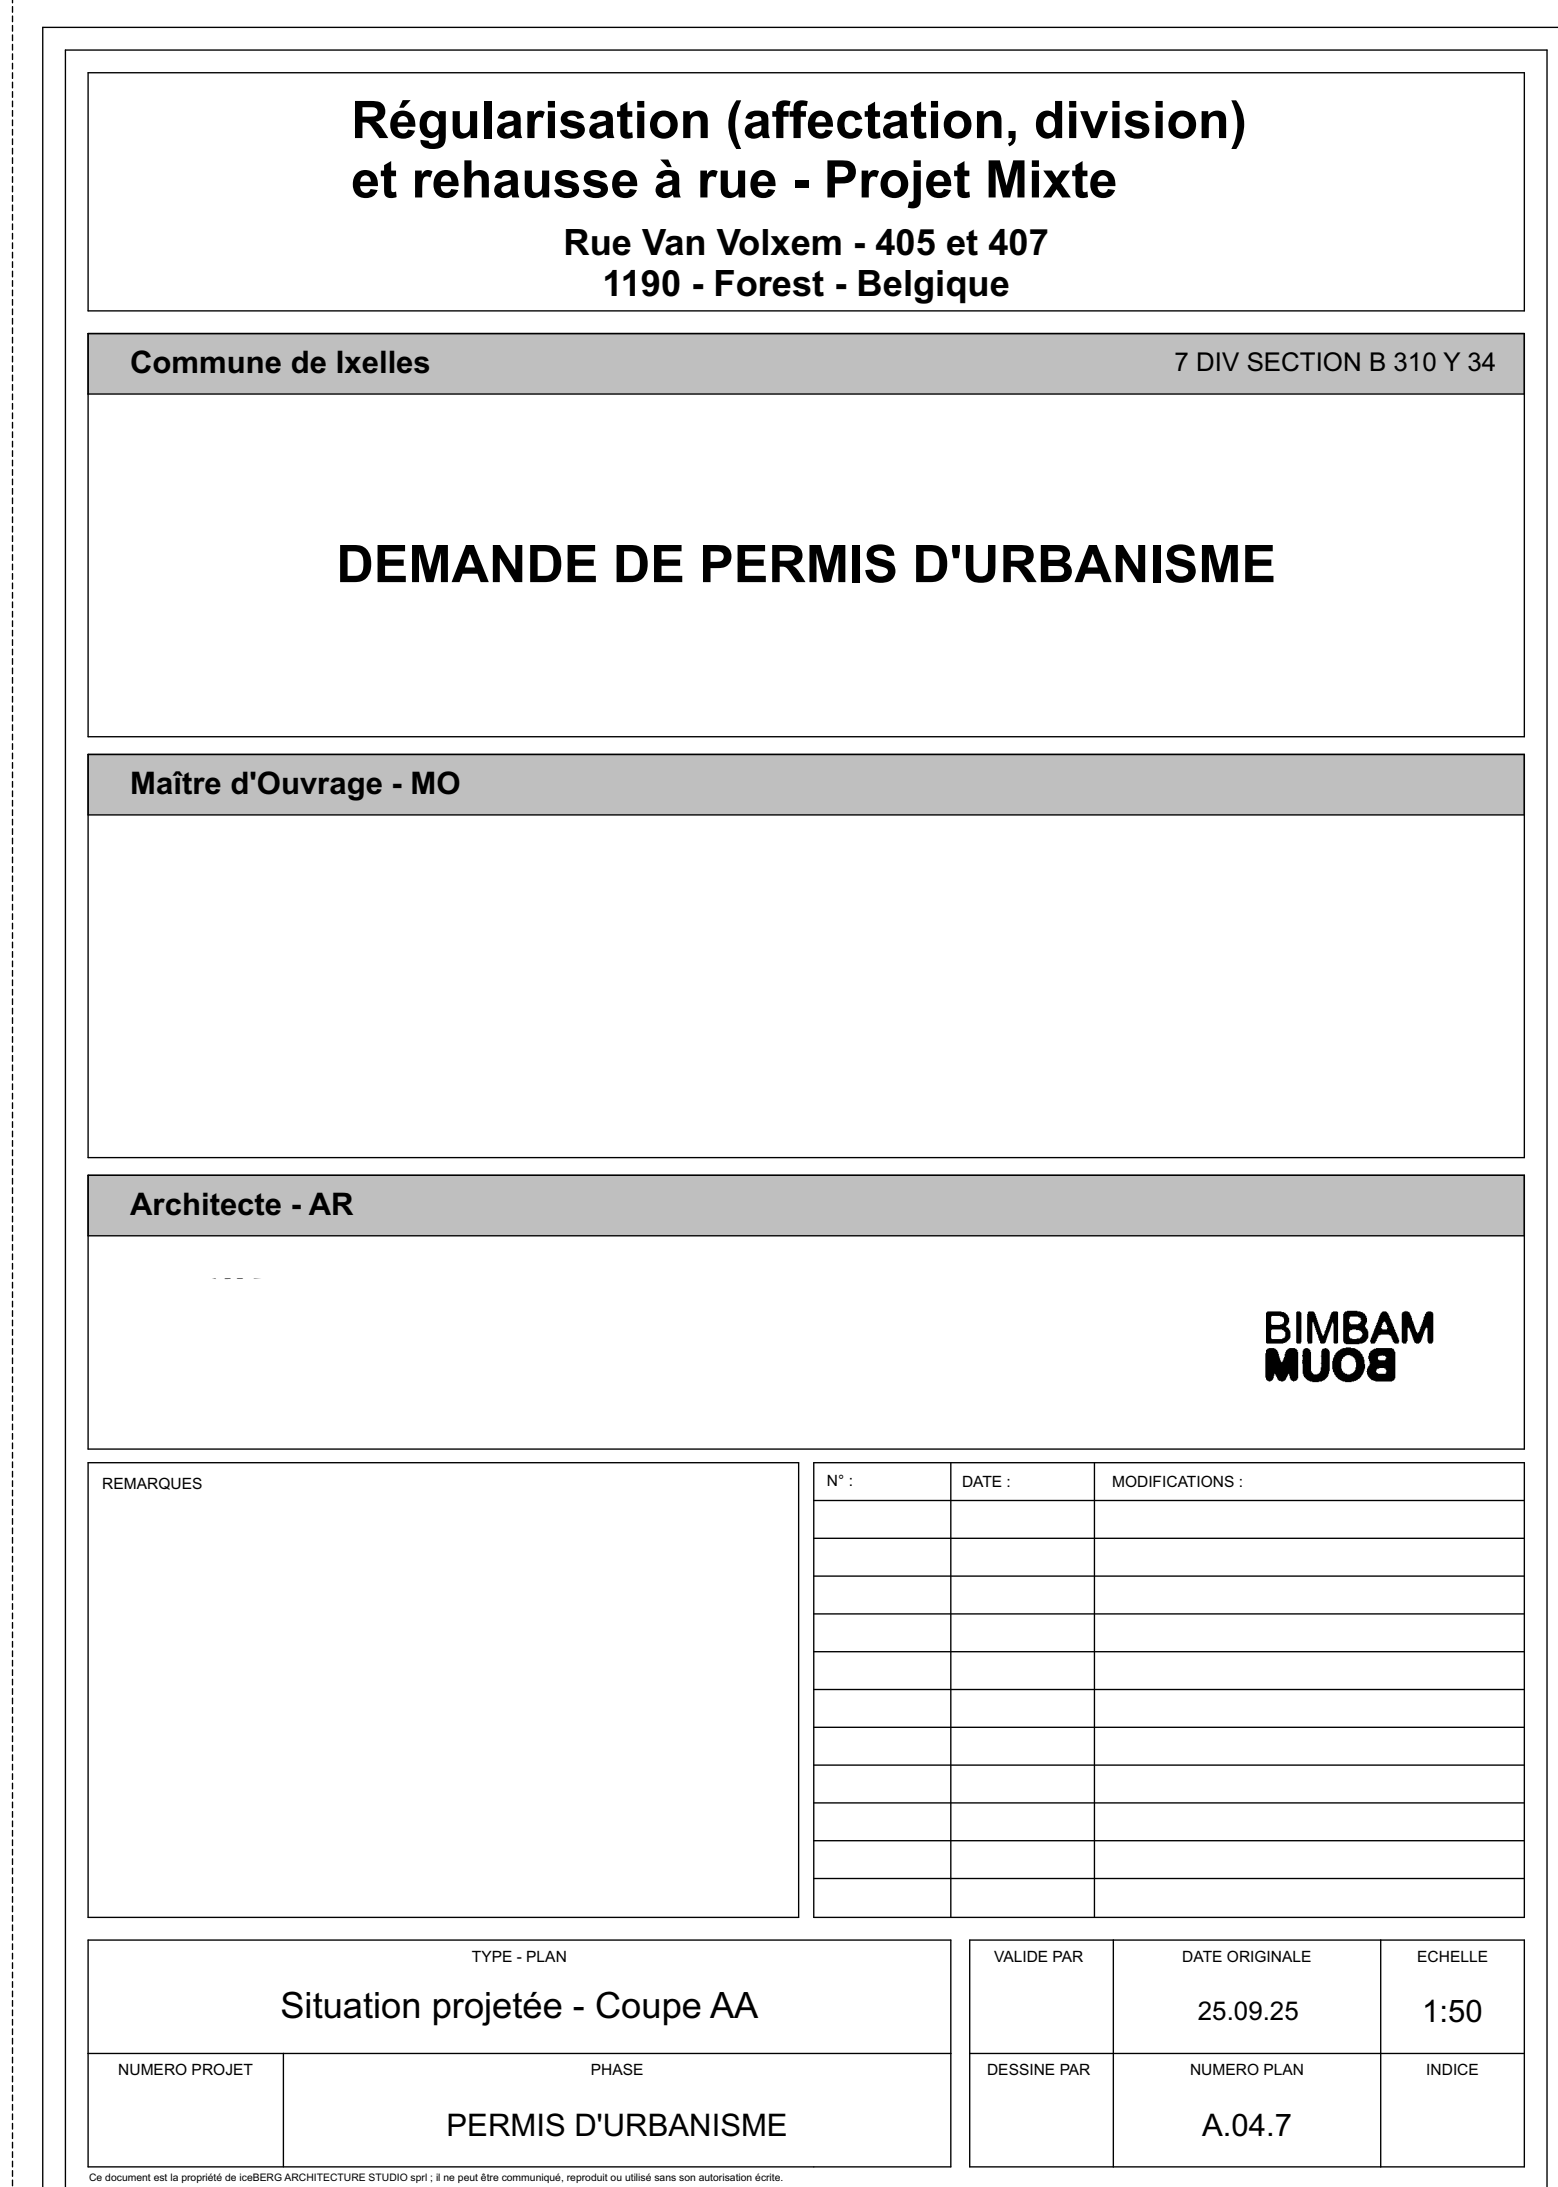 Régularisation (affectation, division)
et rehausse à rue - Projet Mixte
Rue Van Volxem - 405 et 407
1190 - Forest - Belgique
Commune de Ixelles 7 DIV SECTION B 310 Y 34
DEMANDE DE PERMIS D'URBANISME
Maître d'Ouvrage - MO
Architecte - AR
BIMBAM
BOUM
REMARQUES
N° : DATE : MODIFICATIONS :
TYPE - PLAN
Situation projetée - Coupe AA
VALIDE PAR DATE ORIGINALE ECHELLE
25.09.25 1:50
NUMERO PROJET PHASE
PERMIS D'URBANISME
DESSINE PAR NUMERO PLAN INDICE
A.04.7
Ce document est la propriété de iceBERG ARCHITECTURE STUDIO sprl ; il ne peut être communiqué, reproduit ou utilisé sans son autorisation écrite.